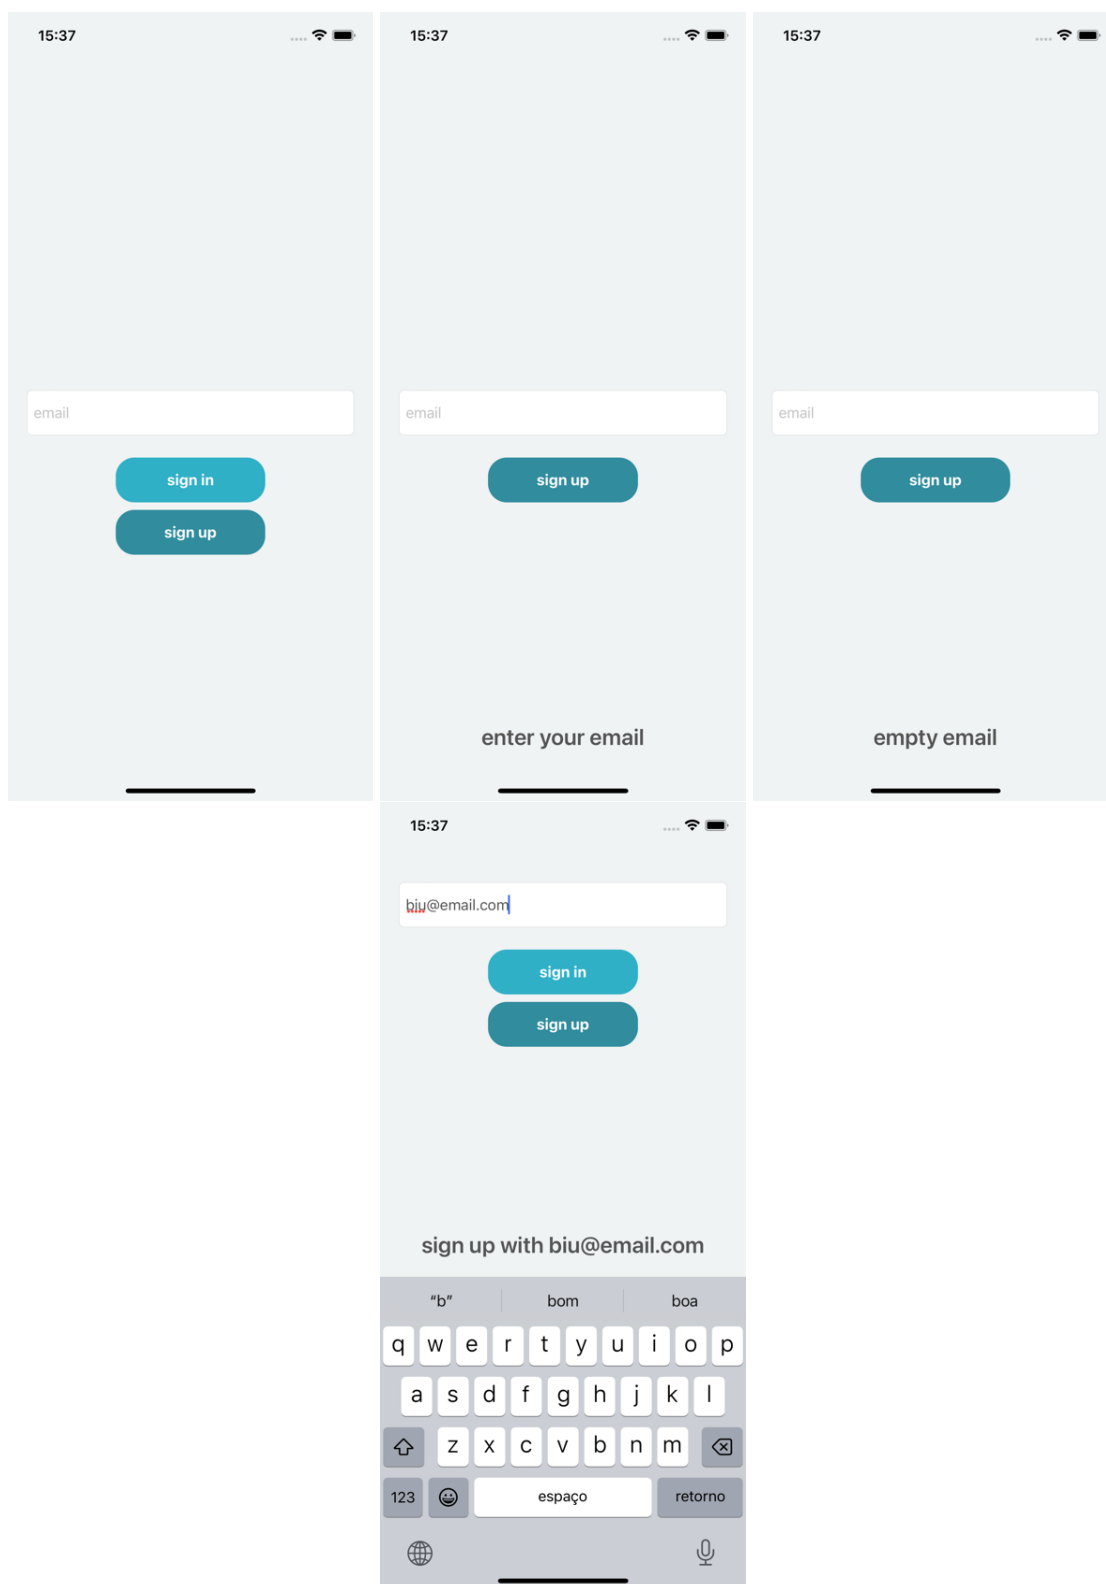 15:37
email
sign in
sign up
15:37
email
sign up
enter your email
15:37
email
sign up
empty email
15:37
biu@email.com
sign in
sign up
sign up with biu@email.com
“b” bom boa
q w e r t y u i o p
a s d f g h j k l
z x c v b n m
123 espaço retorno